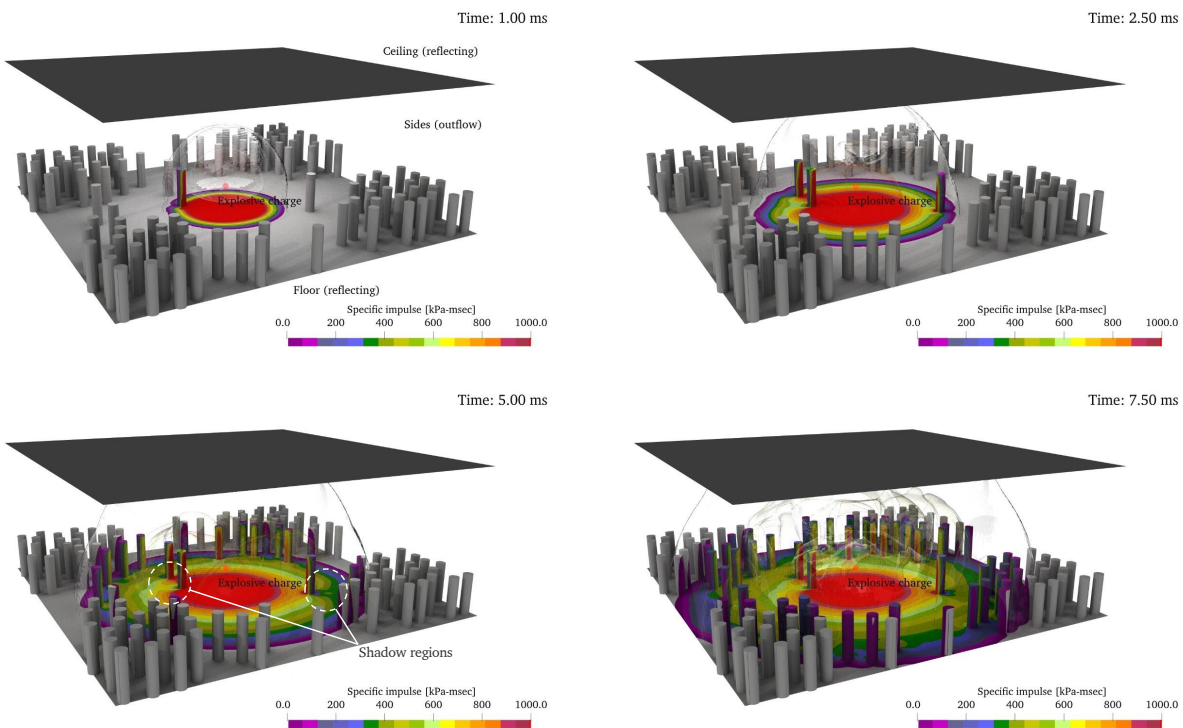 Time: 1.00 ms
Ceiling (reflecting)
Sides (outflow)
Explosive charge
Floor (reflecting)
Specific impulse [kPa-msec]
0.0 200 400 600 800 1000.0
Time: 2.50 ms
Explosive charge
Specific impulse [kPa-msec]
0.0 200 400 600 800 1000.0
Time: 5.00 ms
Explosive charge
Shadow regions
Specific impulse [kPa-msec]
0.0 200 400 600 800 1000.0
Time: 7.50 ms
Explosive charge
Specific impulse [kPa-msec]
0.0 200 400 600 800 1000.0